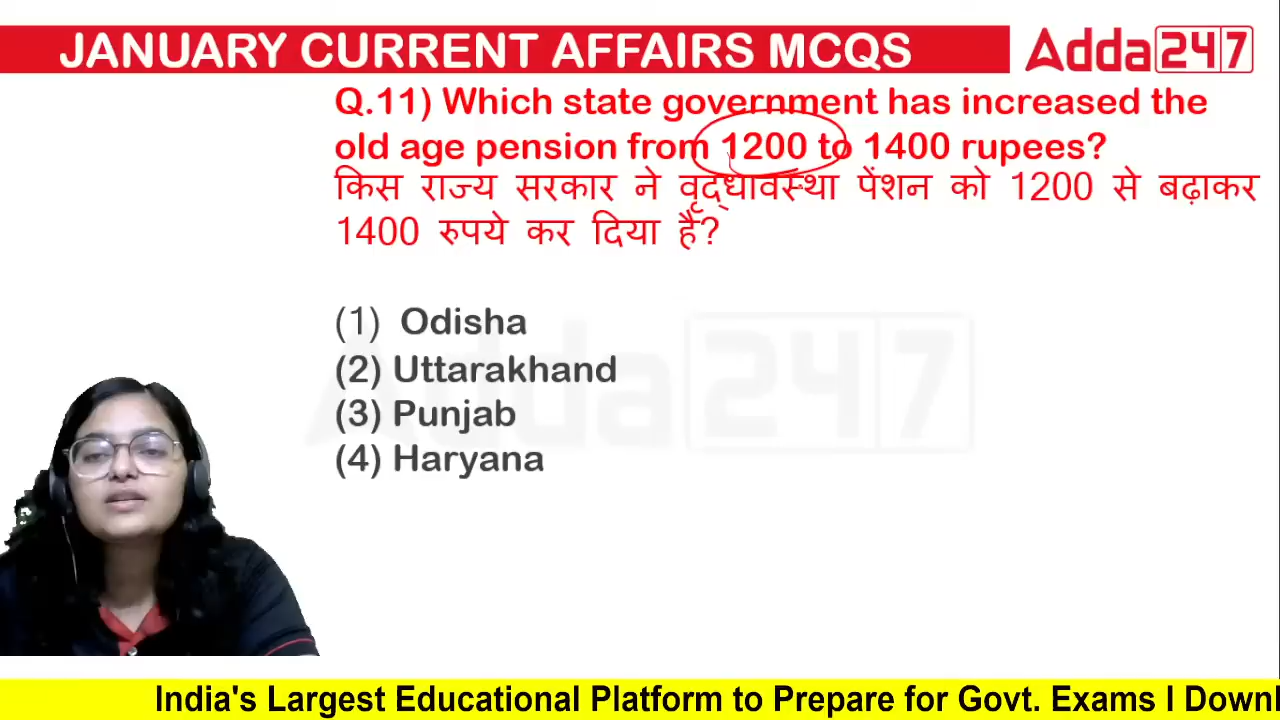 JANUARY CURRENT AFFAIRS MCQS
Adda247
Q.11) Which state government has increased the
old age pension from 1200 to 1400 rupees?
किस राज्य सरकार ने वृद्धावस्था पेंशन को 1200 से बढ़ाकर
1400 रुपये कर दिया है?
(1) Odisha
(2) Uttarakhand
(3) Punjab
(4) Haryana
Adda247
India's Largest Educational Platform to Prepare for Govt. Exams I Down